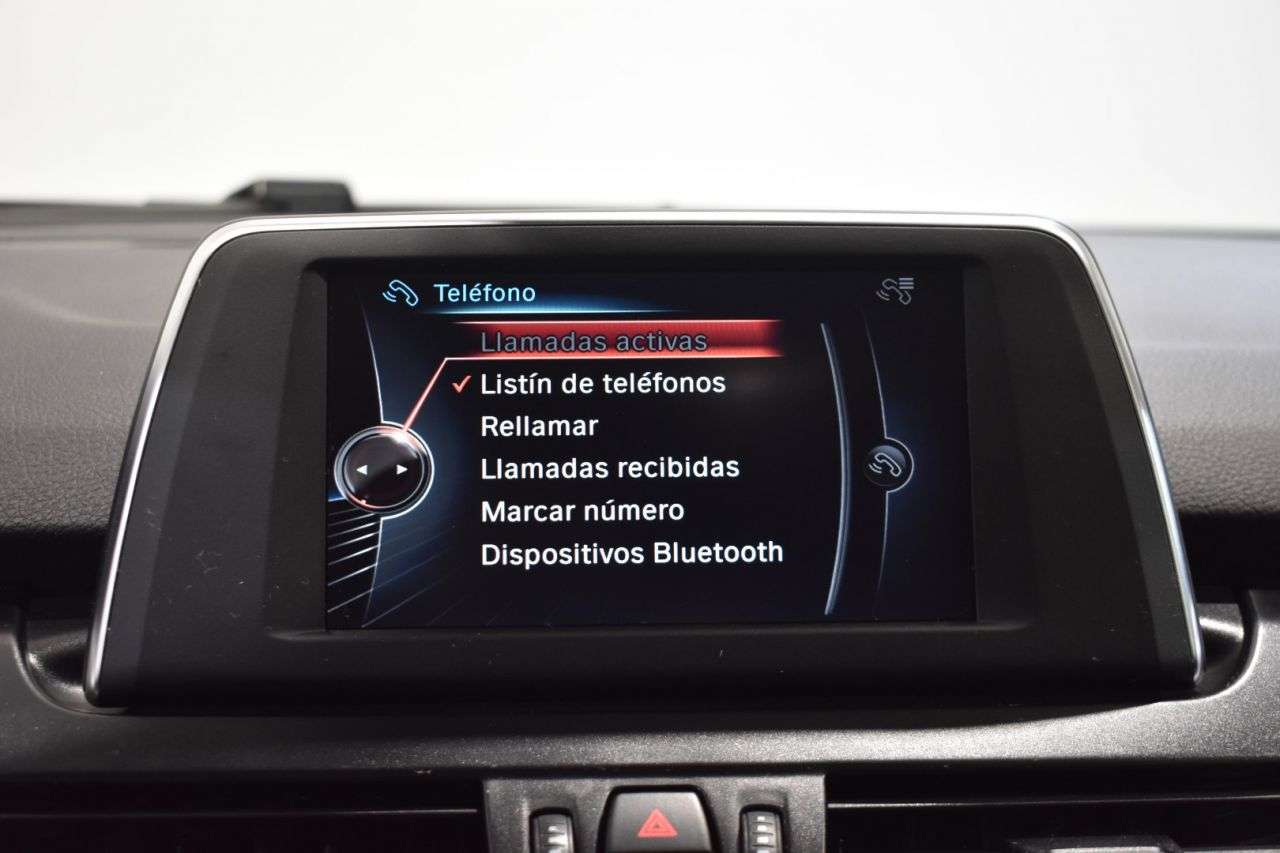 Teléfono
Llamadas activas
Listín de teléfonos
Rellamar
Llamadas recibidas
Marcar número
Dispositivos Bluetooth